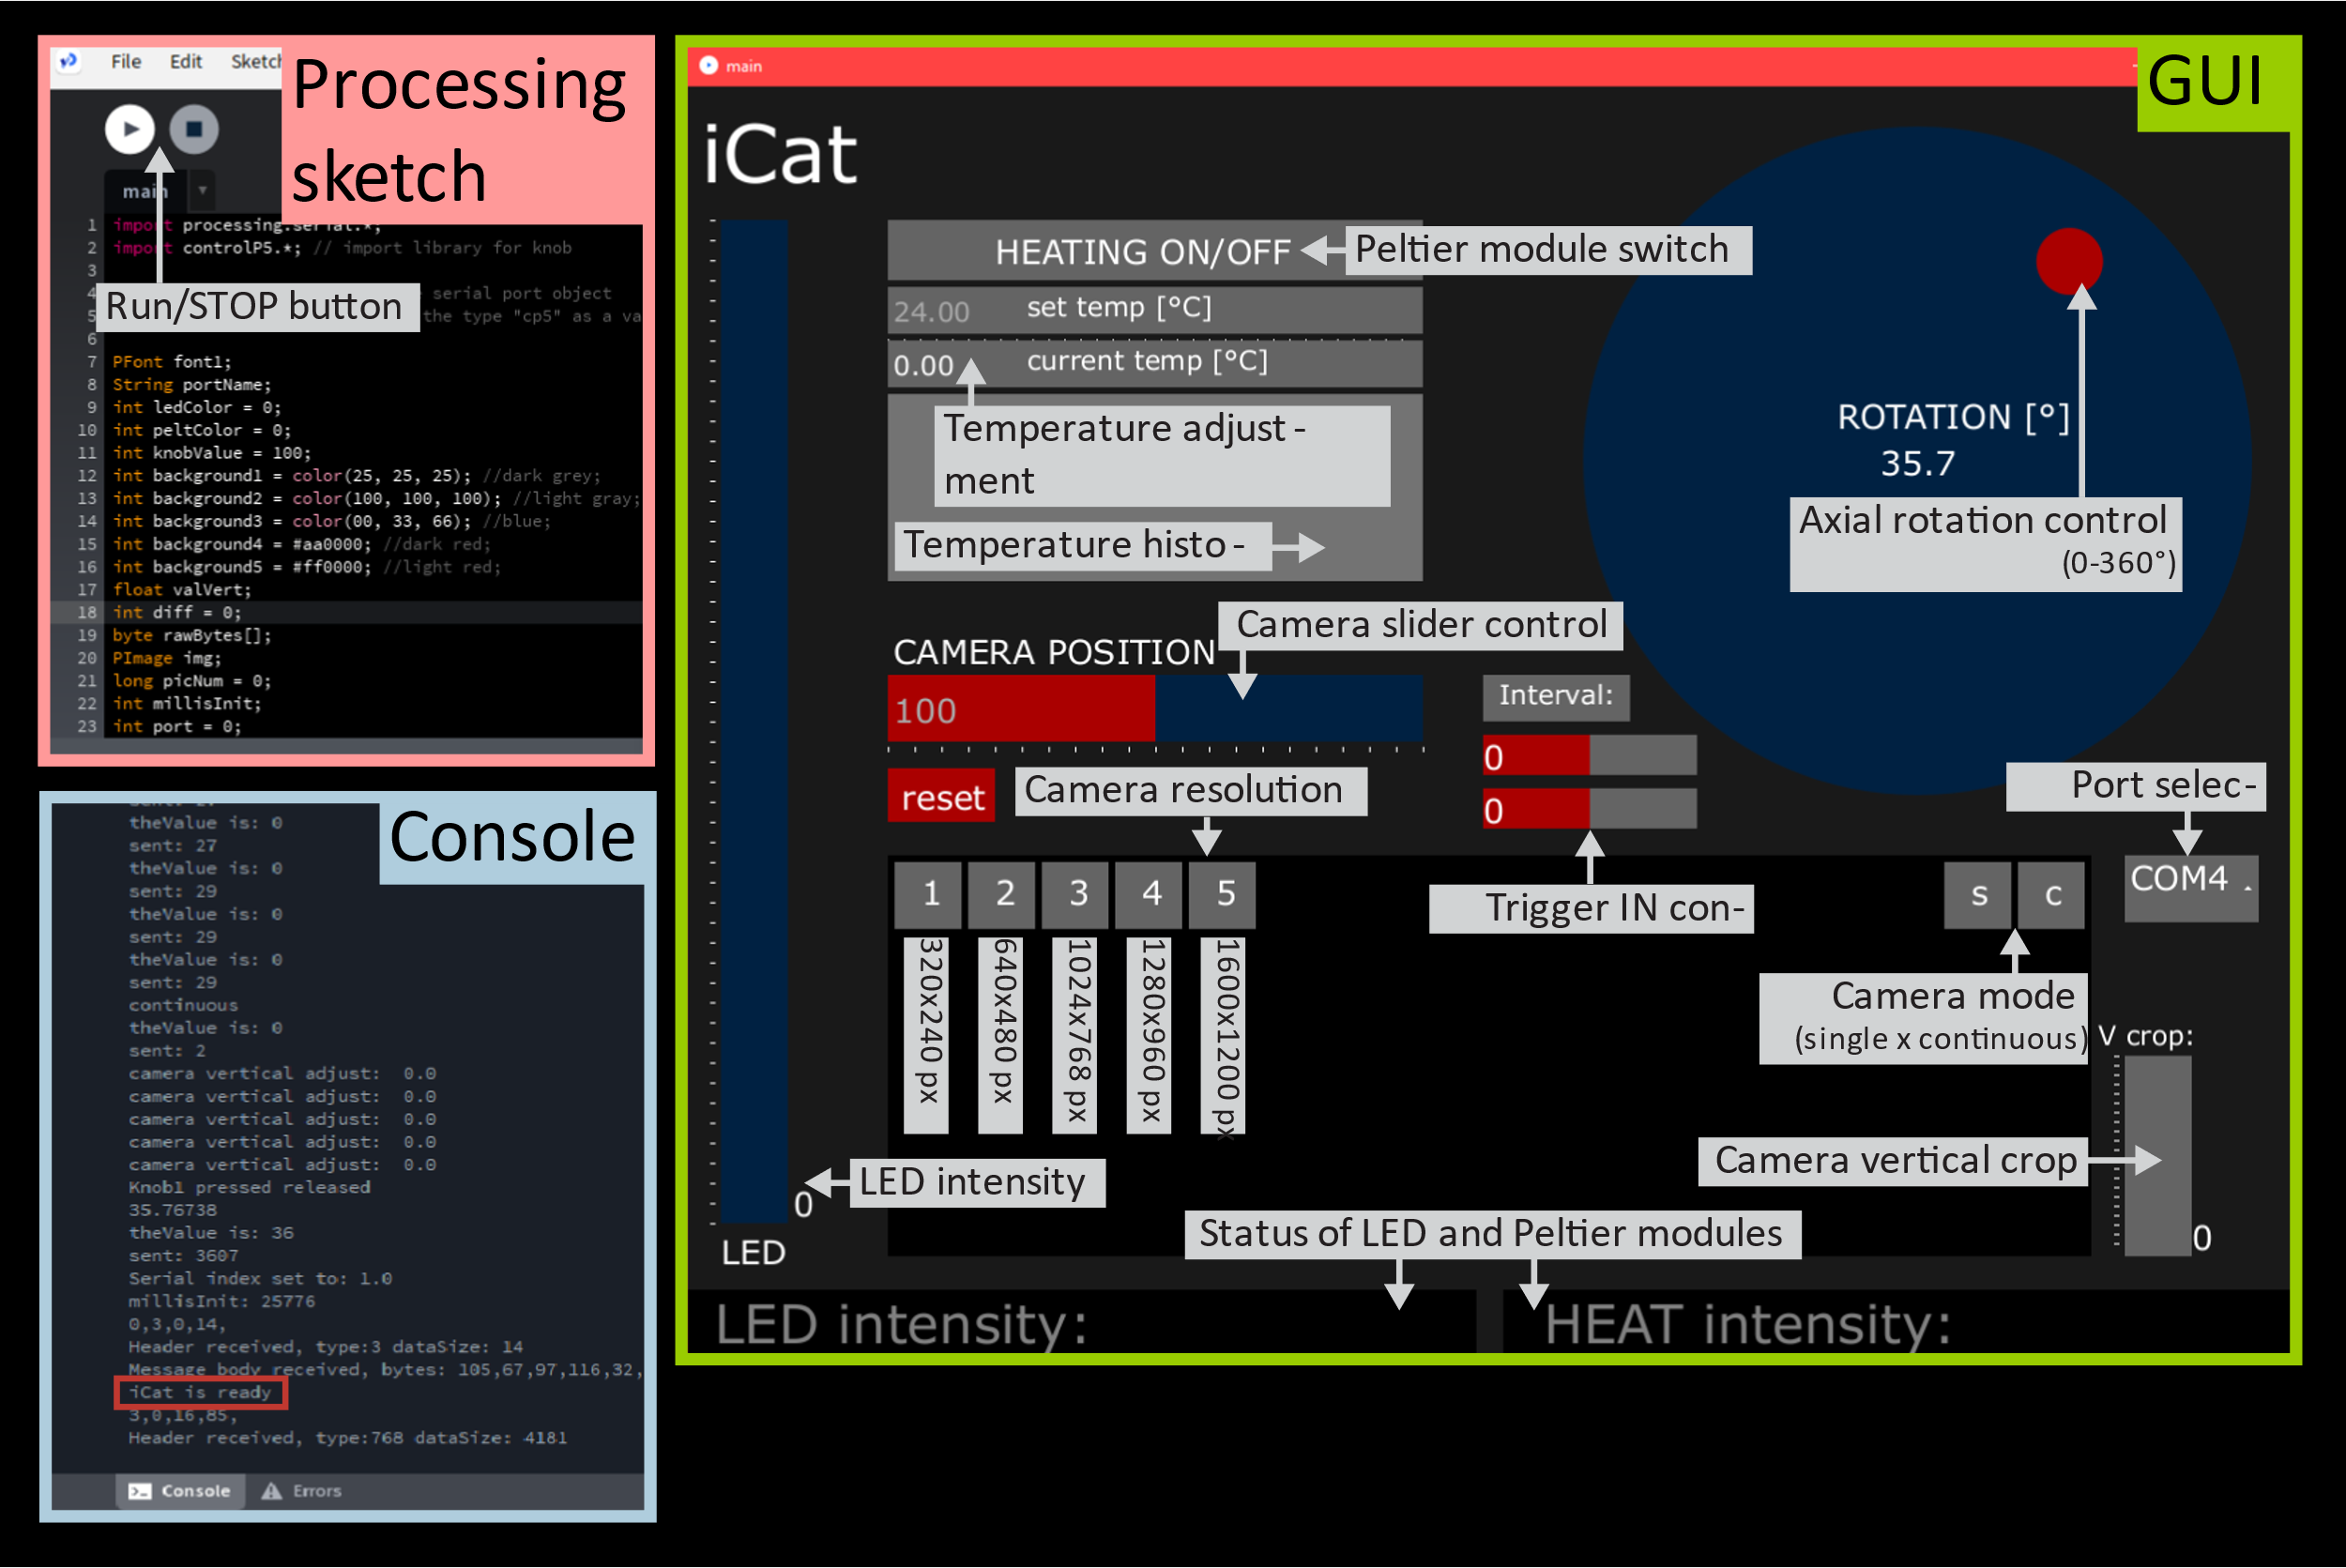 File Edit Sketch
Processing
sketch
main
1 import processing.serial.*;
2 import controlP5.*; // import library for knob
3
4 serial port object
Run/STOP button
5 the type "cp5" as a va
6
7 PFont font1;
8 String portName;
9 int ledColor = 0;
10 int peltColor = 0;
11 int knobValue = 100;
12 int background1 = color(25, 25, 25); //dark grey;
13 int background2 = color(100, 100, 100); //light gray;
14 int background3 = color(00, 33, 66); //blue;
15 int background4 = #aa0000; //dark red;
16 int background5 = #ff0000; //light red;
17 float valVert;
18 int diff = 0;
19 byte rawBytes[];
20 PImage img;
21 long picNum = 0;
22 int millisInit;
23 int port = 0;
Console
theValue is: 0
sent: 27
theValue is: 0
sent: 29
theValue is: 0
sent: 29
theValue is: 0
sent: 29
continuous
theValue is: 0
sent: 2
camera vertical adjust: 0.0
camera vertical adjust: 0.0
camera vertical adjust: 0.0
camera vertical adjust: 0.0
camera vertical adjust: 0.0
Knob1 pressed released
35.76738
theValue is: 36
sent: 3607
Serial index set to: 1.0
millisInit: 25776
0,3,0,14,
Header received, type:3 dataSize: 14
Message body received, bytes: 105,67,97,116,32,
iCat is ready
3,0,16,85,
Header received, type:768 dataSize: 4181
Console Errors
main
GUI
iCat
HEATING ON/OFF
Peltier module switch
24.00 set temp [°C]
0.00 current temp [°C]
Temperature adjust-
ment
Temperature histo-
ROTATION [°]
35.7
Axial rotation control
(0-360°)
Camera slider control
CAMERA POSITION
100
Interval:
0
0
reset
Camera resolution
Port selec-
COM4
1 2 3 4 5
Trigger IN con-
s c
320x240 px
640x480 px
1024x768 px
1280x960 px
1600x1200 px
Camera mode
(single x continuous)
V crop:
Camera vertical crop
0
LED intensity
0
LED
Status of LED and Peltier modules
LED intensity:
HEAT intensity: